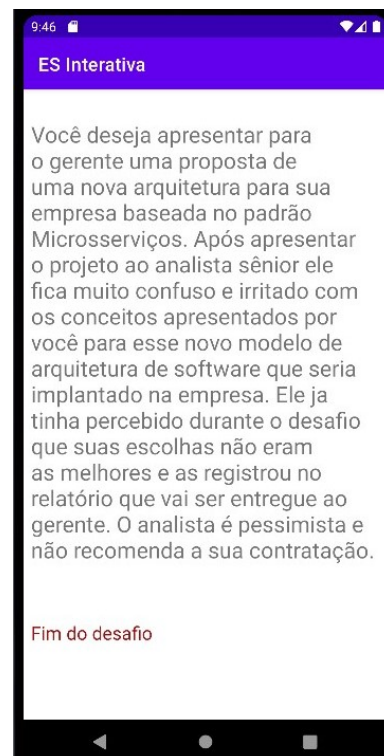 9:46
ES Interativa
Você deseja apresentar para
o gerente uma proposta de
uma nova arquitetura para sua
empresa baseada no padrão
Microsserviços. Após apresentar
o projeto ao analista sênior ele
fica muito confuso e irritado com
os conceitos apresentados por
você para esse novo modelo de
arquitetura de software que seria
implantado na empresa. Ele ja
tinha percebido durante o desafio
que suas escolhas não eram
as melhores e as registrou no
relatório que vai ser entregue ao
gerente. O analista é pessimista e
não recomenda a sua contratação.
Fim do desafio